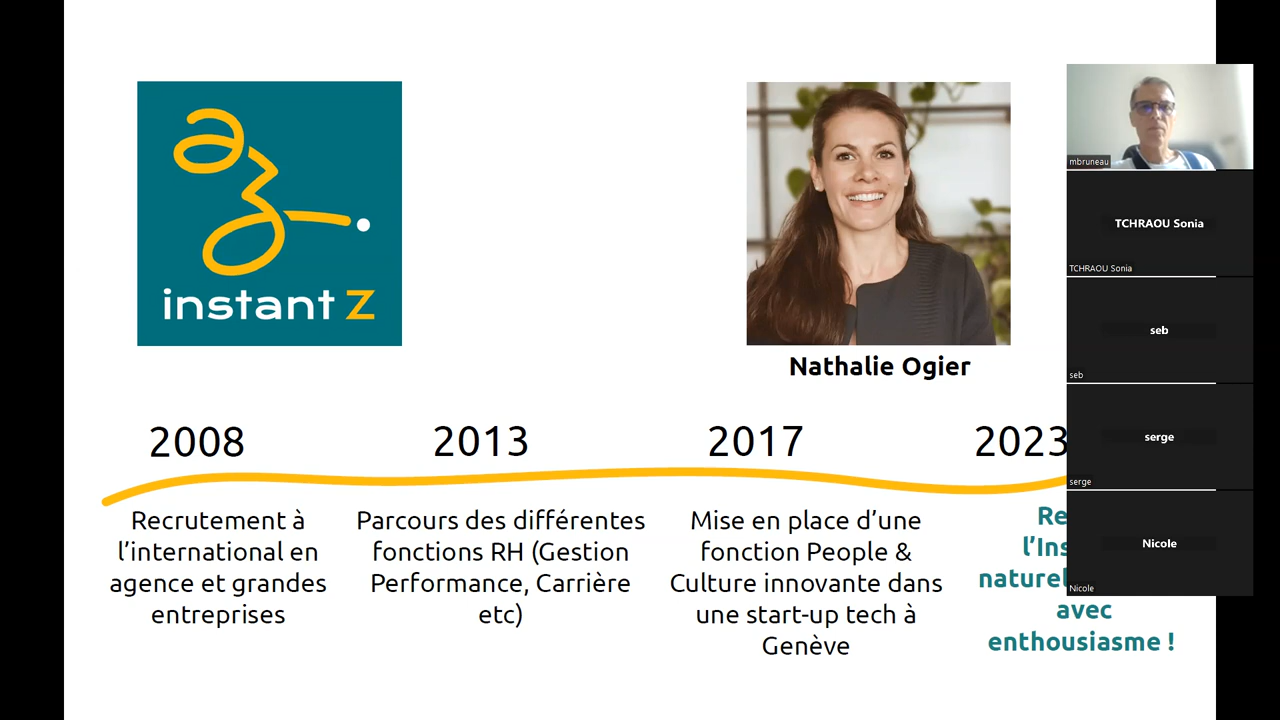 az.
instant Z
Nathalie Ogier
2008
2013
2017
2023
Recrutement à
l’international en
agence et grandes
entreprises
Parcours des différentes
fonctions RH (Gestion
Performance, Carrière
etc)
Mise en place d’une
fonction People &
Culture innovante dans
une start-up tech à
Genève
avec
enthousiasme !
mbruneau
TCHRAOU Sonia
TCHRAOU Sonia
seb
seb
serge
serge
Nicole
Nicole